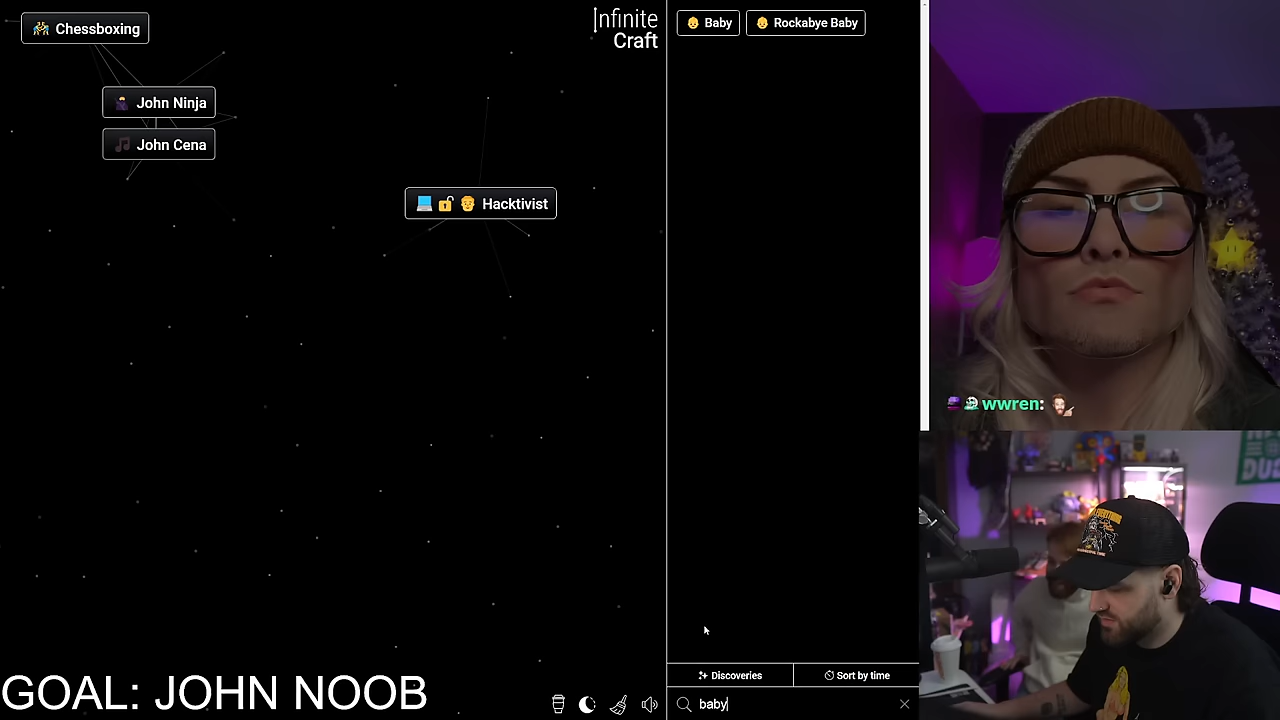 Chessboxing
John Ninja
John Cena
Hacktivist
Infinite
Craft
Baby
Rockabye Baby
Discoveries
Sort by time
baby
GOAL: JOHN NOOB
wwren: